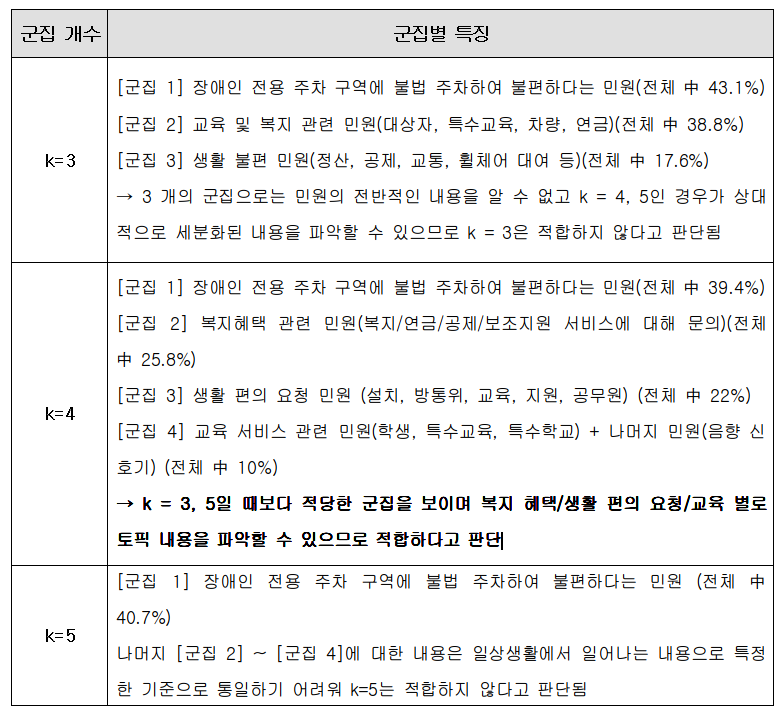 군집 개수
군집별 특징
k=3
[군집 1] 장애인 전용 주차 구역에 불법 주차하여 불편하다는 민원(전체 中 43.1%)
[군집 2] 교육 및 복지 관련 민원(대상자, 특수교육, 차량, 연금)(전체 中 38.8%)
[군집 3] 생활 불편 민원(정산, 공제, 교통, 휠체어 대여 등)(전체 中 17.6%)
→ 3 개의 군집으로는 민원의 전반적인 내용을 알 수 없고 k = 4, 5인 경우가 상대
적으로 세분화된 내용을 파악할 수 있으므로 k = 3은 적합하지 않다고 판단됨
k=4
[군집 1] 장애인 전용 주차 구역에 불법 주차하여 불편하다는 민원(전체 中 39.4%)
[군집 2] 복지혜택 관련 민원(복지/연금/공제/보조지원 서비스에 대해 문의)(전체
中 25.8%)
[군집 3] 생활 편의 요청 민원 (설치, 방통위, 교육, 지원, 공무원) (전체 中 22%)
[군집 4] 교육 서비스 관련 민원(학생, 특수교육, 특수학교) + 나머지 민원(음향 신
호기) (전체 中 10%)
→ k = 3, 5일 때보다 적당한 군집을 보이며 복지 혜택/생활 편의 요청/교육 별로
토픽 내용을 파악할 수 있으므로 적합하다고 판단
k=5
[군집 1] 장애인 전용 주차 구역에 불법 주차하여 불편하다는 민원 (전체 中
40.7%)
나머지 [군집 2] ~ [군집 4]에 대한 내용은 일상생활에서 일어나는 내용으로 특정
한 기준으로 통일하기 어려워 k=5는 적합하지 않다고 판단됨